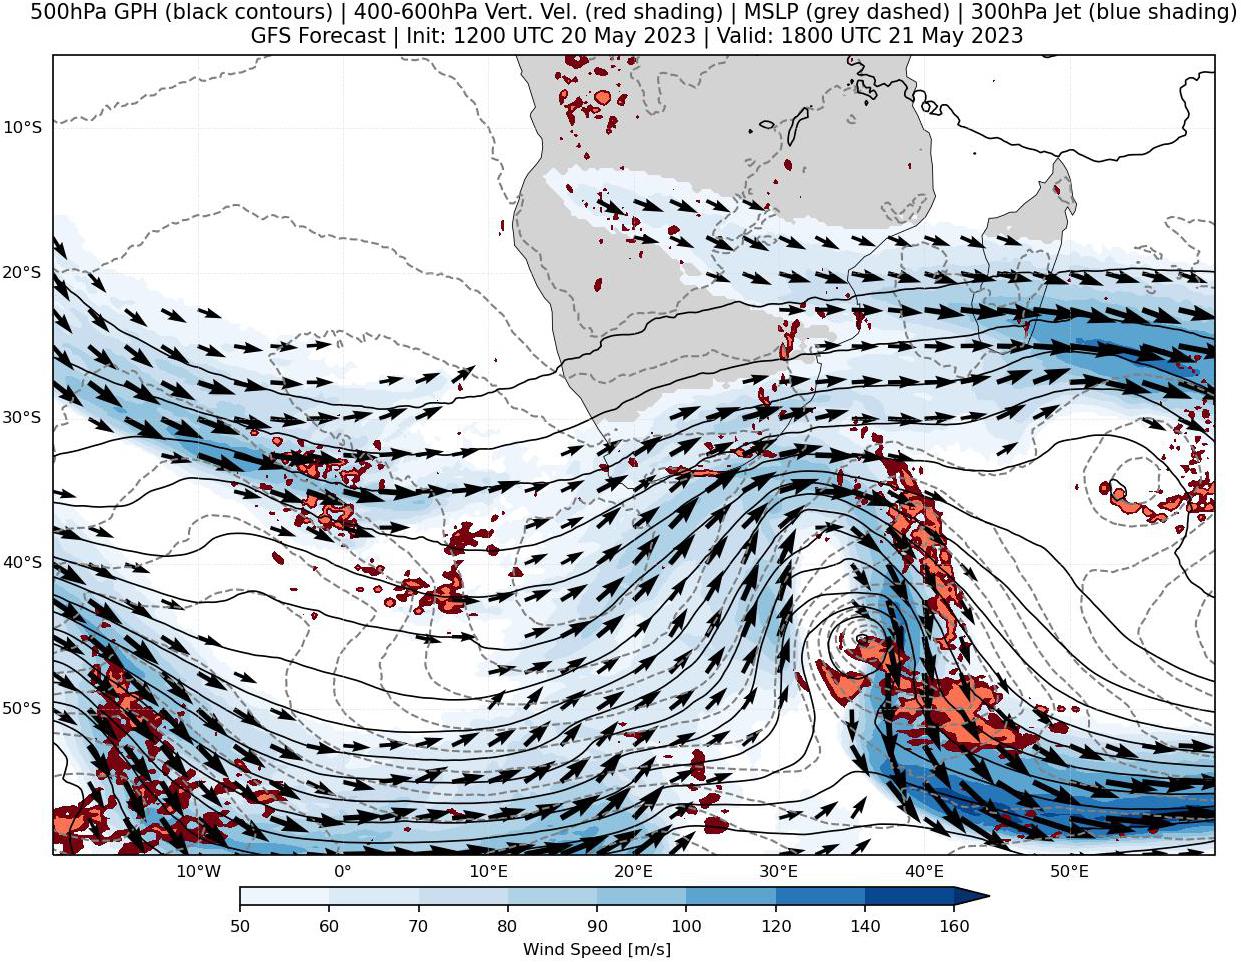 500hPa GPH (black contours) | 400-600hPa Vert. Vel. (red shading) | MSLP (grey dashed) | 300hPa Jet (blue shading)
GFS Forecast | Init: 1200 UTC 20 May 2023 | Valid: 1800 UTC 21 May 2023
10°S
20°S
30°S
40°S
50°S
10°W 0° 10°E 20°E 30°E 40°E 50°E
50 60 70 80 90 100 120 140 160
Wind Speed [m/s]